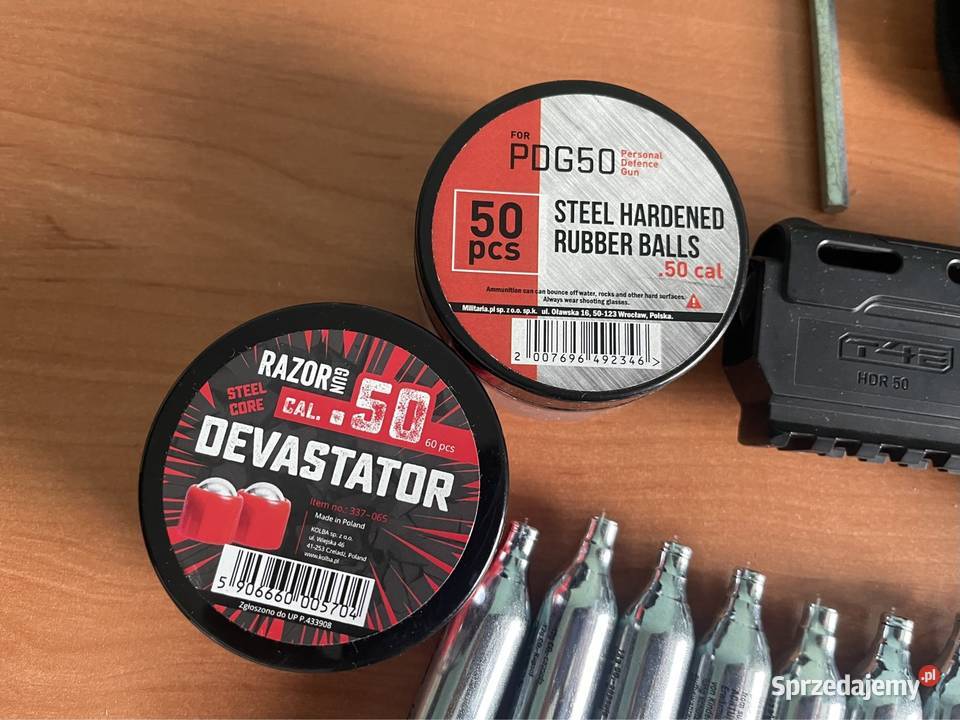 FOR
PDG50 Personal
Defence
Gun
50
pcs
STEEL HARDENED
RUBBER BALLS
.50 cal
Ammunition can can bounce off water, rocks and other hard surfaces.
Always wear shooting glasses.
Militaria.pl sp. z o.o. sp.k. ul. Oławska 16, 50-123 Wrocław, Polska.
2 007696 492346 >
T4E
HDR 50
RAZOR GUN
STEEL
CORE
CAL. .50
60 pcs
DEVASTATOR
Item no.: 337-065
Made in Poland
KOLBA sp. z o.o.
ul. Wiejska 46
41-253 Czeladź, Poland
www.kolba.pl
5 906660 005704
Zgłoszono do UP P.433908
Sprzedajemy.pl